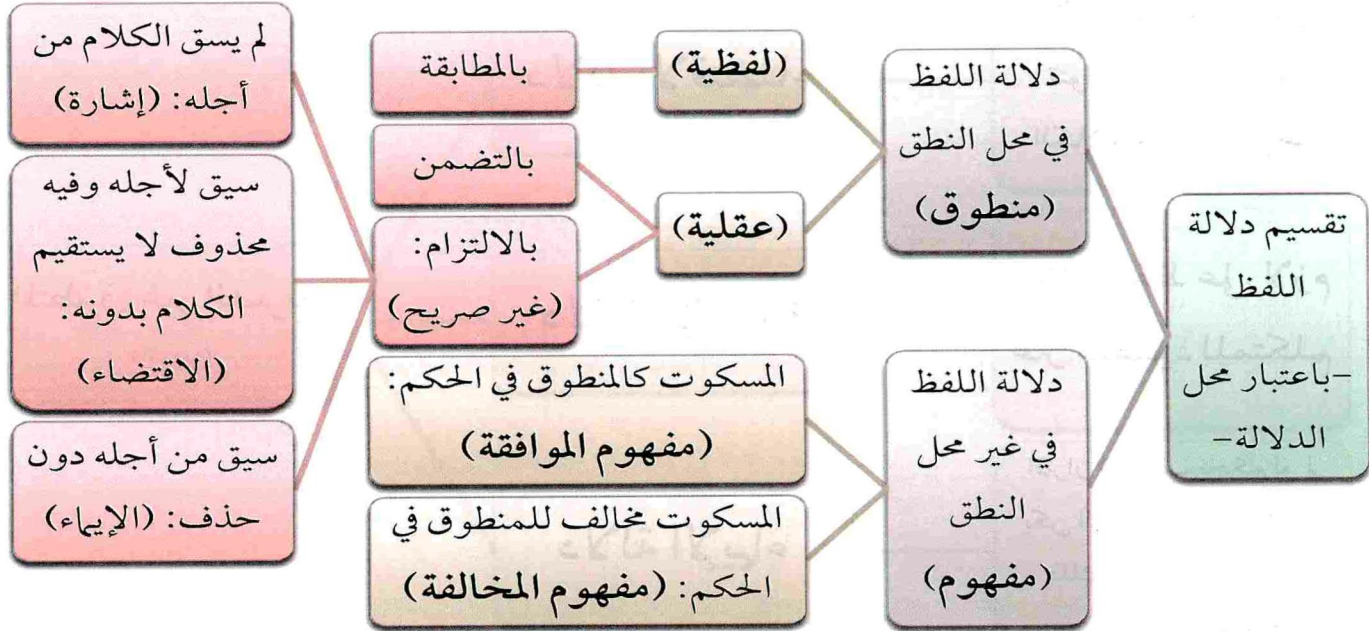 تقسيم دلالة
اللفظ
-باعتبار محل
الدلالة-
دلالة اللفظ
في محل النطق
(منطوق)
(لفظية)
بالمطابقة
(عقلية)
بالتضمن
بالالتزام:
(غير صريح)
لم يسق الكلام من
أجله: (إشارة)
سيق لأجله وفيه
محذوف لا يستقيم
الكلام بدونه:
(الاقتضاء)
سيق من أجله دون
حذف: (الإيماء)
دلالة اللفظ
في غير محل
النطق
(مفهوم)
المسكوت كالمنطوق في الحكم:
(مفهوم الموافقة)
المسكوت مخالف للمنطوق في
الحكم: (مفهوم المخالفة)